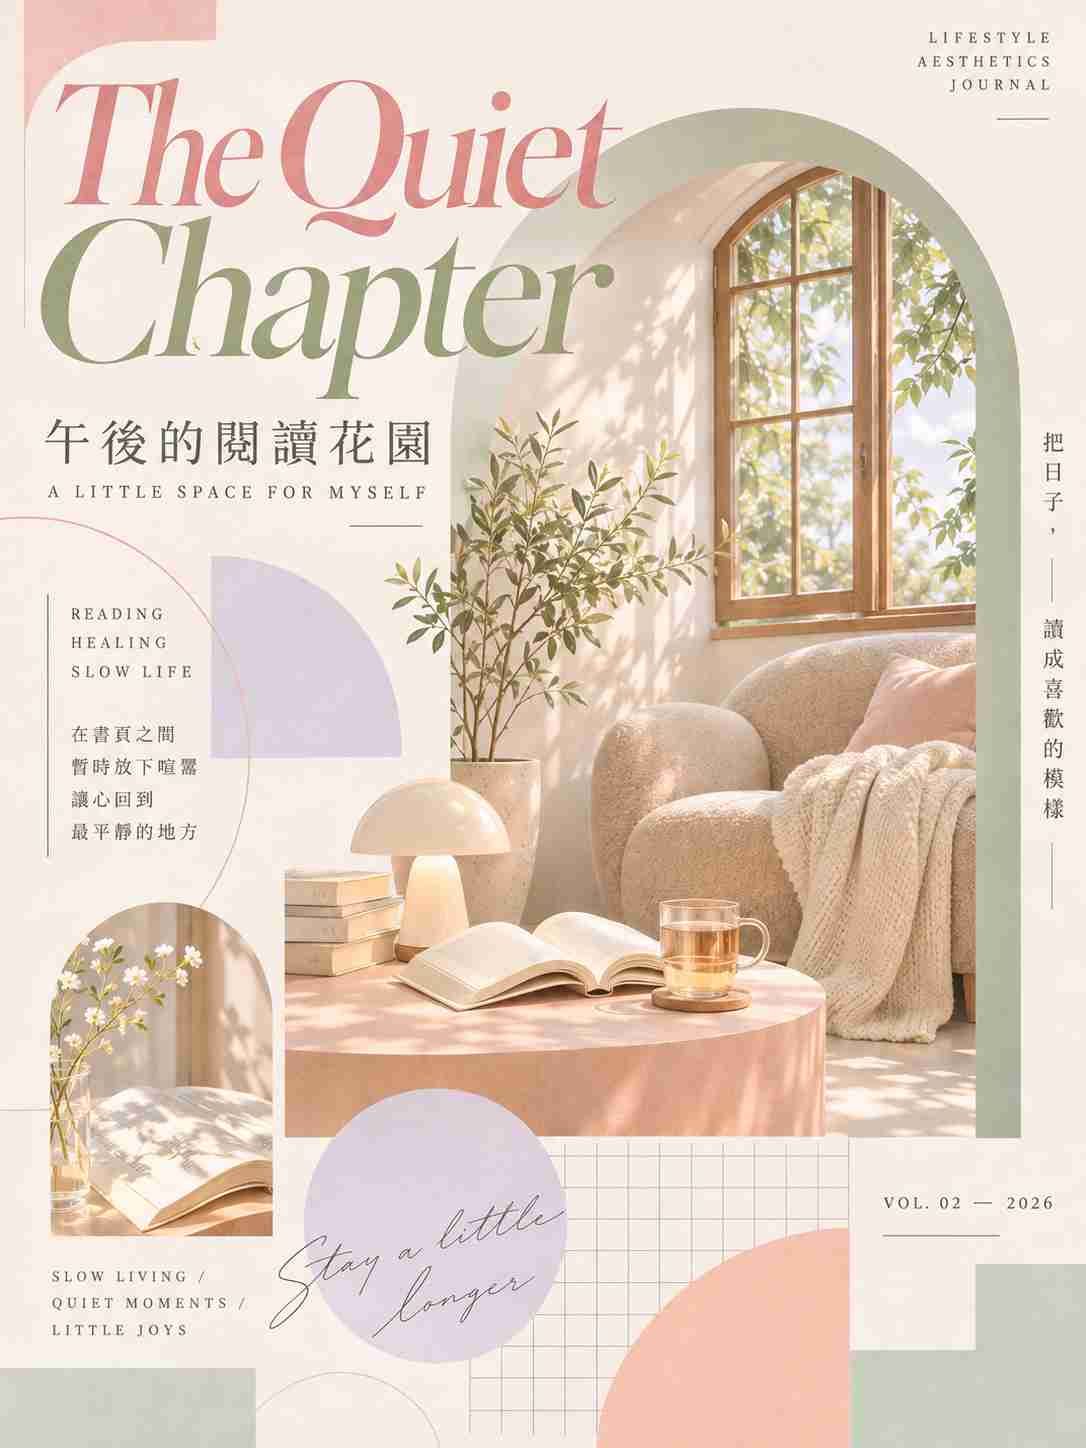 LIFESTYLE
AESTHETICS
JOURNAL
The Quiet
Chapter
午後的閱讀花園
A LITTLE SPACE FOR MYSELF
READING
HEALING
SLOW LIFE
在書頁之間
暫時放下喧囂
讓心回到
最平靜的地方
把日子，
讀成喜歡的模樣
Stay a little
longer
VOL. 02 — 2026
SLOW LIVING /
QUIET MOMENTS /
LITTLE JOYS